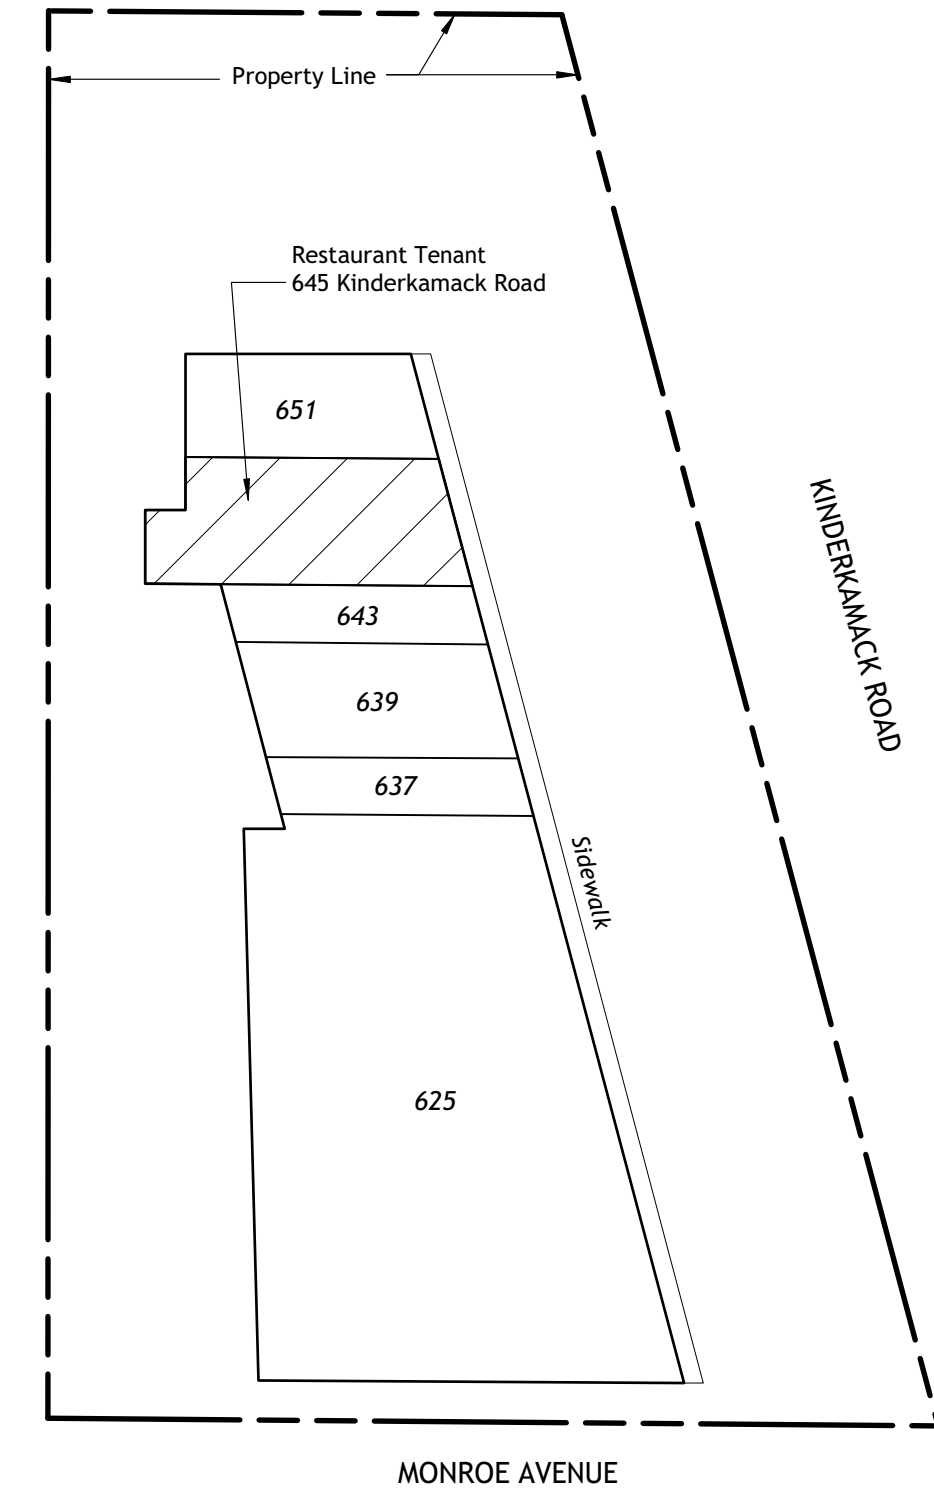 Property Line
Restaurant Tenant
645 Kinderkamack Road
651
KINDERKAMACK ROAD
643
639
637
Sidewalk
625
MONROE AVENUE